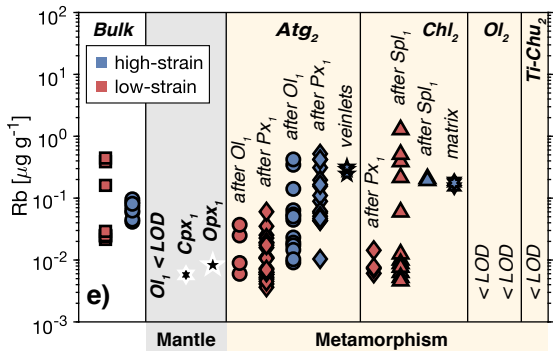 Bulk
Atg₂
Chl₂
Ol₂
Ti-Chu₂
high-strain
low-strain
Rb [µg g⁻¹]
10²
10¹
10⁰
10⁻¹
10⁻²
10⁻³
Ol₁ < LOD
Cpx₁
Opx₁
after Ol₁
after Px₁
after Ol₁
after Px₁
veinlets
after Px₁
after Spl₁
after Spl₁
matrix
< LOD
< LOD
< LOD
e)
Mantle
Metamorphism